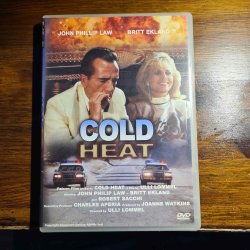 JOHN PHILLIP LAW BRITT EKLAND
COLD
HEAT
COLD HEAT ULLI LOMMEL
JOHN PHILLIP LAW - BRITT EKLAND
ROBERT SACCHI
CHARLES APERIA JOANNE WATKINS
ULLI LOMMEL
DVD